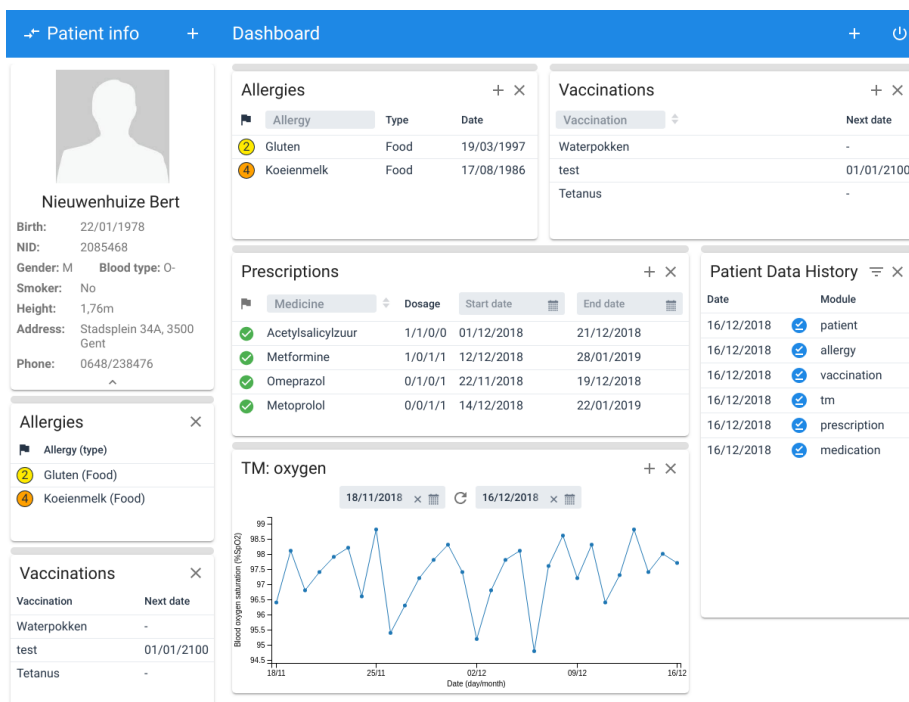 Patient info
Dashboard
Nieuwenhuize Bert
Birth: 22/01/1978
NID: 2085468
Gender: M Blood type: O-
Smoker: No
Height: 1,76m
Address: Stadsplein 34A, 3500
Gent
Phone: 0648/238476
Allergies
Allergy (type)
2 Gluten (Food)
4 Koeienmelk (Food)
Vaccinations
Vaccination Next date
Waterpokken -
test 01/01/2100
Tetanus -
Allergies
Allergy Type Date
2 Gluten Food 19/03/1997
4 Koeienmelk Food 17/08/1986
Vaccinations
Vaccination Next date
Waterpokken -
test 01/01/2100
Tetanus -
Prescriptions
Medicine Dosage Start date End date
Acetylsalicylzuur 1/1/0/0 01/12/2018 21/12/2018
Metformine 1/0/1/1 12/12/2018 28/01/2019
Omeprazol 0/1/0/1 22/11/2018 19/12/2018
Metoprolol 0/0/1/1 14/12/2018 22/01/2019
Patient Data History
Date Module
16/12/2018 patient
16/12/2018 allergy
16/12/2018 vaccination
16/12/2018 tm
16/12/2018 prescription
16/12/2018 medication
TM: oxygen
18/11/2018 16/12/2018
Blood oxygen saturation (%SpO2)
99
98.5
98
97.5
97
96.5
96
95.5
95
94.5
18/11 25/11 02/12 09/12 16/12
Date (day/month)